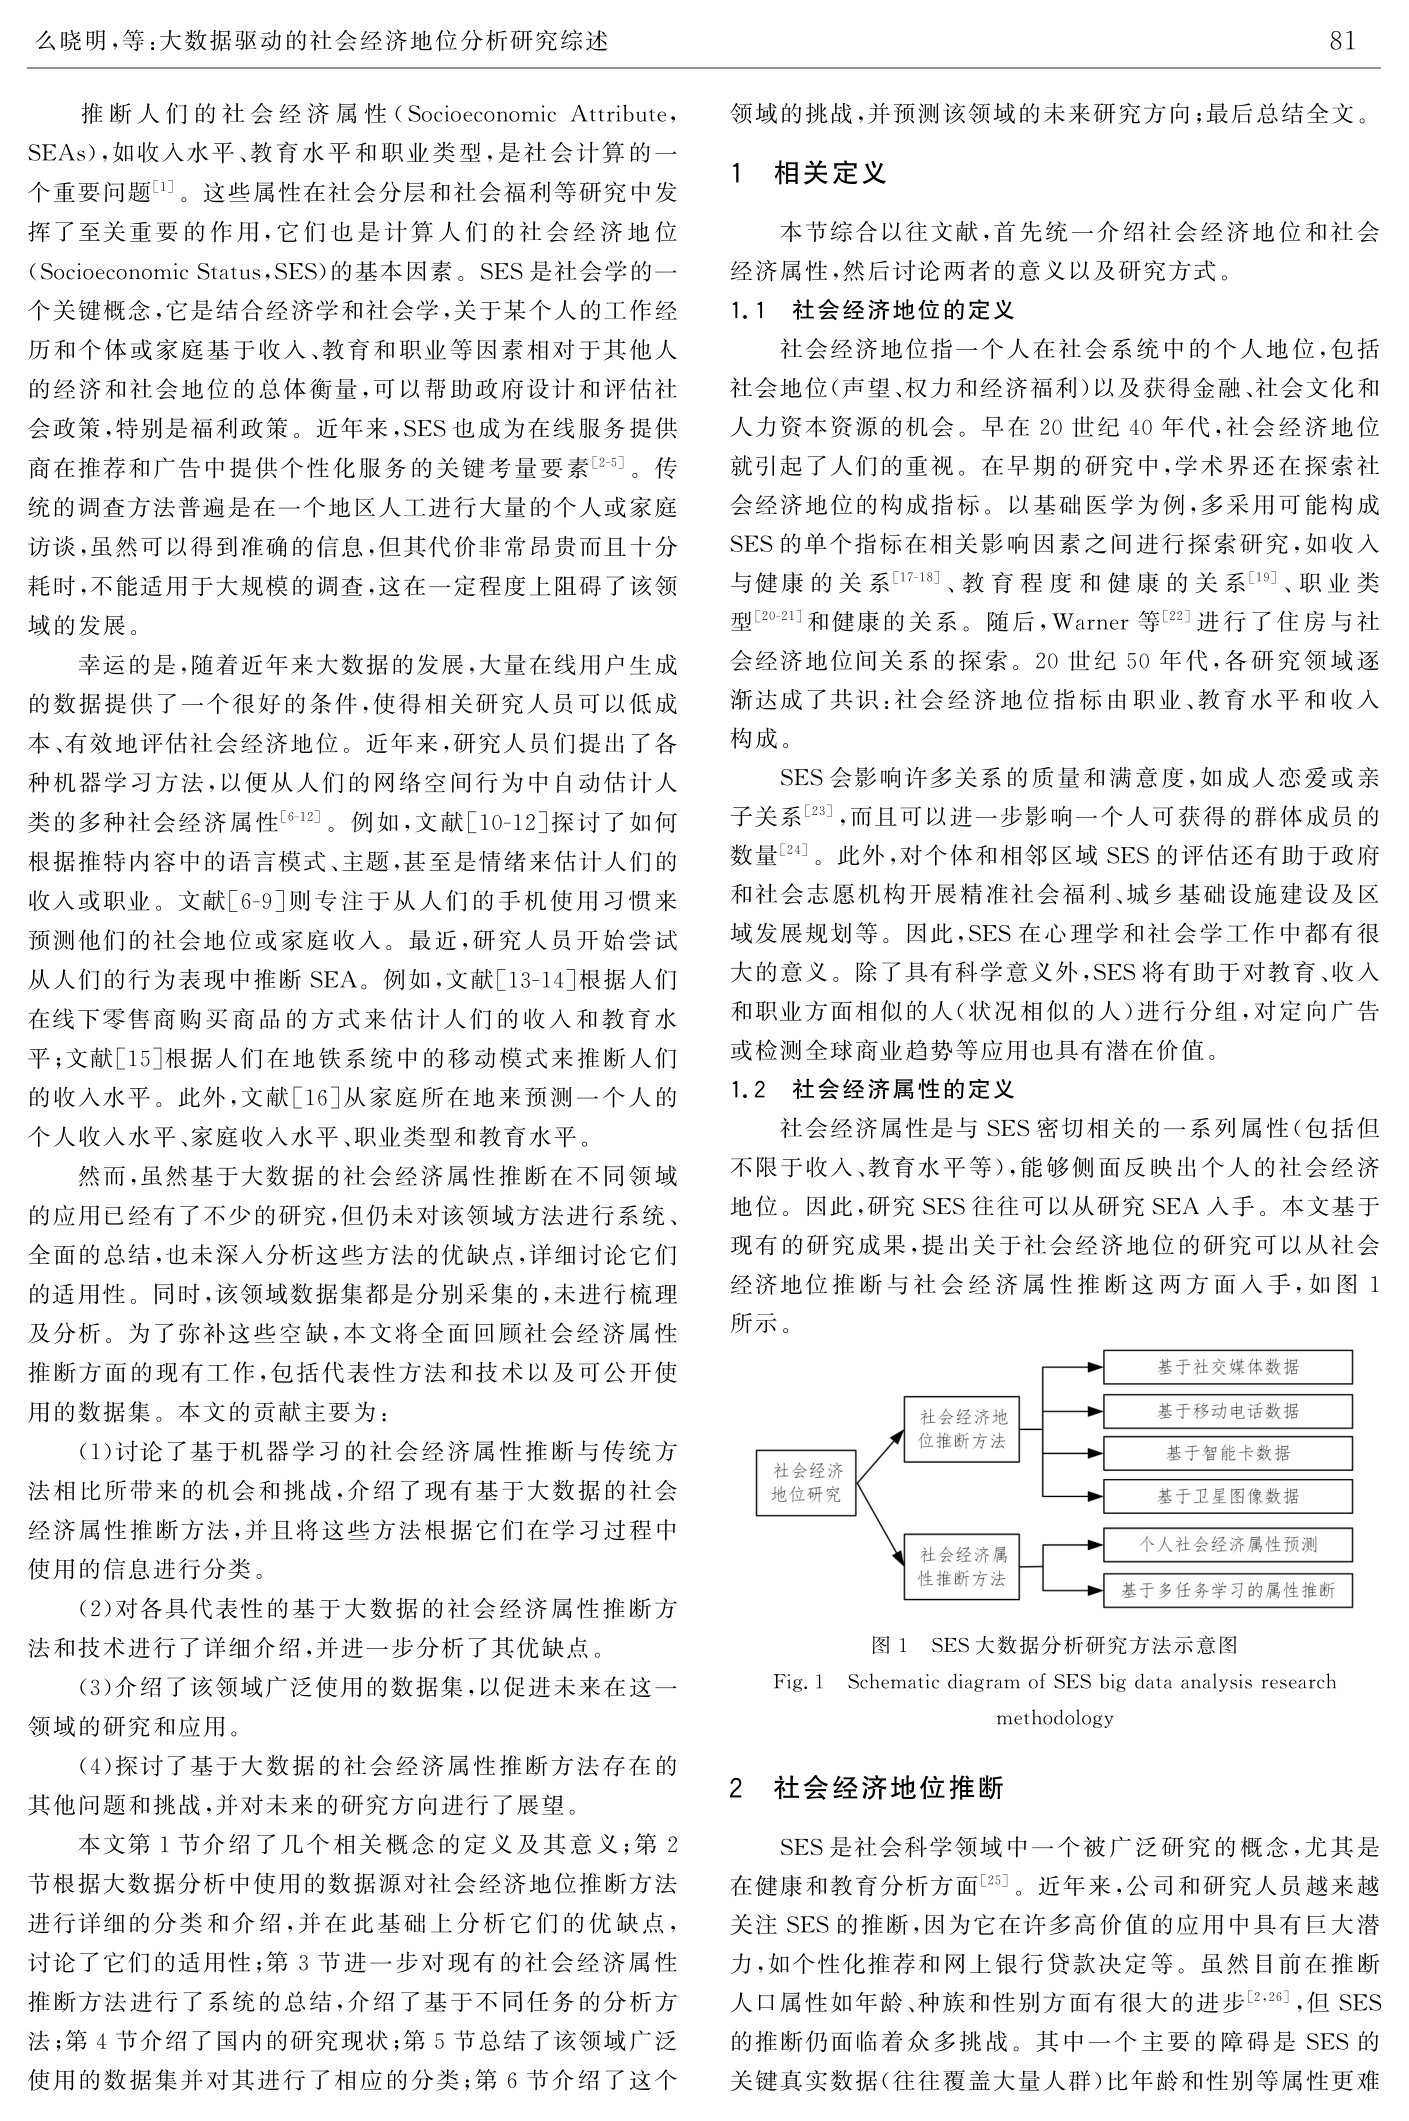 么晓明,等:大数据驱动的社会经济地位分析研究综述
81
推断人们的社会经济属性(Socioeconomic Attribute,
SEAs),如收入水平、教育水平和职业类型,是社会计算的一
个重要问题[1]。这些属性在社会分层和社会福利等研究中发
挥了至关重要的作用,它们也是计算人们的社会经济地位
(Socioeconomic Status,SES)的基本因素。SES是社会学的一
个关键概念,它是结合经济学和社会学,关于某个人的工作经
历和个体或家庭基于收入、教育和职业等因素相对于其他人
的经济和社会地位的总体衡量,可以帮助政府设计和评估社
会政策,特别是福利政策。近年来,SES也成为在线服务提供
商在推荐和广告中提供个性化服务的关键考量要素[2-5]。传
统的调查方法普遍是在一个地区人工进行大量的个人或家庭
访谈,虽然可以得到准确的信息,但其代价非常昂贵而且十分
耗时,不能适用于大规模的调查,这在一定程度上阻碍了该领
域的发展。
幸运的是,随着近年来大数据的发展,大量在线用户生成
的数据提供了一个很好的条件,使得相关研究人员可以低成
本、有效地评估社会经济地位。近年来,研究人员们提出了各
种机器学习方法,以便从人们的网络空间行为中自动估计人
类的多种社会经济属性[6-12]。例如,文献[10-12]探讨了如何
根据推特内容中的语言模式、主题,甚至是情绪来估计人们的
收入或职业。文献[6-9]则专注于从人们的手机使用习惯来
预测他们的社会地位或家庭收入。最近,研究人员开始尝试
从人们的行为表现中推断 SEA。例如,文献[13-14]根据人们
在线下零售商购买商品的方式来估计人们的收入和教育水
平;文献[15]根据人们在地铁系统中的移动模式来推断人们
的收入水平。此外,文献[16]从家庭所在地来预测一个人的
个人收入水平、家庭收入水平、职业类型和教育水平。
然而,虽然基于大数据的社会经济属性推断在不同领域
的应用已经有了不少的研究,但仍未对该领域方法进行系统、
全面的总结,也未深入分析这些方法的优缺点,详细讨论它们
的适用性。同时,该领域数据集都是分别采集的,未进行梳理
及分析。为了弥补这些空缺,本文将全面回顾社会经济属性
推断方面的现有工作,包括代表性方法和技术以及可公开使
用的数据集。本文的贡献主要为:
(1)讨论了基于机器学习的社会经济属性推断与传统方
法相比所带来的机会和挑战,介绍了现有基于大数据的社会
经济属性推断方法,并且将这些方法根据它们在学习过程中
使用的信息进行分类。
(2)对各具代表性的基于大数据的社会经济属性推断方
法和技术进行了详细介绍,并进一步分析了其优缺点。
(3)介绍了该领域广泛使用的数据集,以促进未来在这一
领域的研究和应用。
(4)探讨了基于大数据的社会经济属性推断方法存在的
其他问题和挑战,并对未来的研究方向进行了展望。
本文第 1 节介绍了几个相关概念的定义及其意义;第 2
节根据大数据分析中使用的数据源对社会经济地位推断方法
进行详细的分类和介绍,并在此基础上分析它们的优缺点,
讨论了它们的适用性;第 3 节进一步对现有的社会经济属性
推断方法进行了系统的总结,介绍了基于不同任务的分析方
法;第 4 节介绍了国内的研究现状;第 5 节总结了该领域广泛
使用的数据集并对其进行了相应的分类;第 6 节介绍了这个
领域的挑战,并预测该领域的未来研究方向;最后总结全文。
1 相关定义
本节综合以往文献,首先统一介绍社会经济地位和社会
经济属性,然后讨论两者的意义以及研究方式。
1.1 社会经济地位的定义
社会经济地位指一个人在社会系统中的个人地位,包括
社会地位(声望、权力和经济福利)以及获得金融、社会文化和
人力资本资源的机会。早在 20 世纪 40 年代,社会经济地位
就引起了人们的重视。在早期的研究中,学术界还在探索社
会经济地位的构成指标。以基础医学为例,多采用可能构成
SES 的单个指标在相关影响因素之间进行探索研究,如收入
与健康的关系[17-18]、教育程度和健康的关系[19]、职业类
型[20-21]和健康的关系。随后,Warner 等[22]进行了住房与社
会经济地位间关系的探索。20 世纪 50 年代,各研究领域逐
渐达成了共识:社会经济地位指标由职业、教育水平和收入
构成。
SES 会影响许多关系的质量和满意度,如成人恋爱或亲
子关系[23],而且可以进一步影响一个人可获得的群体成员的
数量[24]。此外,对个体和相邻区域 SES 的评估还有助于政府
和社会志愿机构开展精准社会福利、城乡基础设施建设及区
域发展规划等。因此,SES 在心理学和社会学工作中都有很
大的意义。除了具有科学意义外,SES 将有助于对教育、收入
和职业方面相似的人(状况相似的人)进行分组,对定向广告
或检测全球商业趋势等应用也具有潜在价值。
1.2 社会经济属性的定义
社会经济属性是与 SES 密切相关的一系列属性(包括但
不限于收入、教育水平等),能够侧面反映出个人的社会经济
地位。因此,研究 SES 往往可以从研究 SEA 入手。本文基于
现有的研究成果,提出关于社会经济地位的研究可以从社会
经济地位推断与社会经济属性推断这两方面入手,如图 1
所示。
社会经济
地位研究
社会经济地
位推断方法
基于社交媒体数据
基于移动电话数据
基于智能卡数据
基于卫星图像数据
社会经济属
性推断方法
个人社会经济属性预测
基于多任务学习的属性推断
图 1 SES 大数据分析研究方法示意图
Fig. 1 Schematic diagram of SES big data analysis research
methodology
2 社会经济地位推断
SES 是社会科学领域中一个被广泛研究的概念,尤其是
在健康和教育分析方面[25]。近年来,公司和研究人员越来越
关注 SES 的推断,因为它在许多高价值的应用中具有巨大潜
力,如个性化推荐和网上银行贷款决定等。虽然目前在推断
人口属性如年龄、种族和性别方面有很大的进步[2,26],但 SES
的推断仍面临着众多挑战。其中一个主要的障碍是 SES 的
关键真实数据(往往覆盖大量人群)比年龄和性别等属性更难